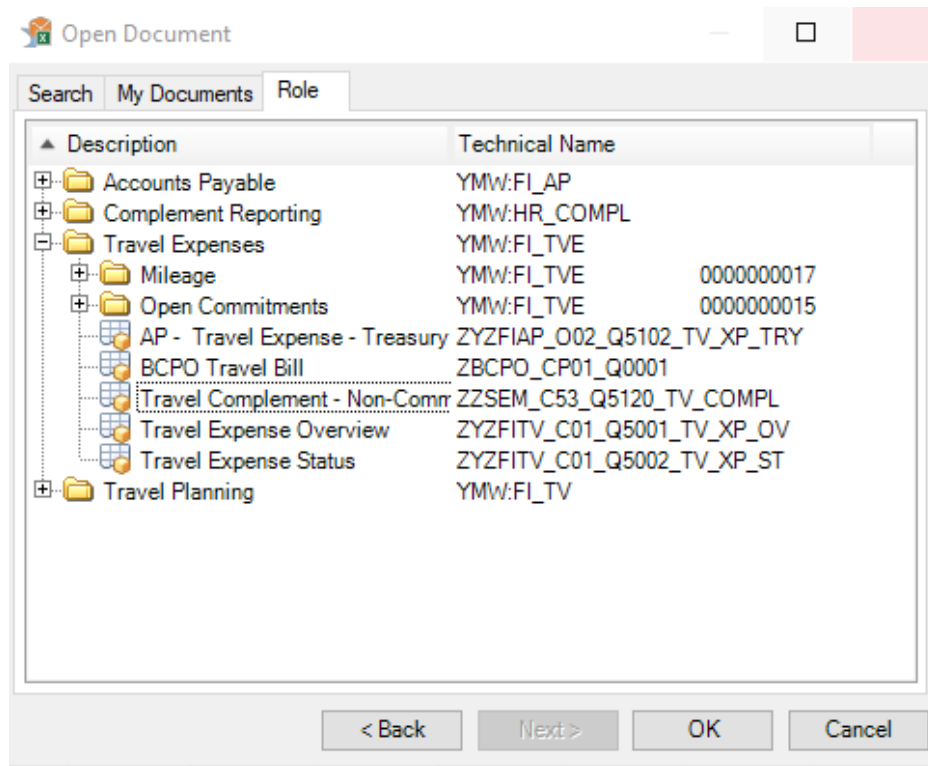 Open Document
Search My Documents Role
Description Technical Name
Accounts Payable YMW:FI_AP
Complement Reporting YMW:HR_COMPL
Travel Expenses YMW:FI_TVE
Mileage YMW:FI_TVE 0000000017
Open Commitments YMW:FI_TVE 0000000015
AP - Travel Expense - Treasury ZYZFIAP_O02_Q5102_TV_XP_TRY
BCPO Travel Bill ZBCPO_CP01_Q0001
Travel Complement - Non-Comm ZZSEM_C53_Q5120_TV_COMPL
Travel Expense Overview ZYZFITV_C01_Q5001_TV_XP_OV
Travel Expense Status ZYZFITV_C01_Q5002_TV_XP_ST
Travel Planning YMW:FI_TV
< Back Next > OK Cancel